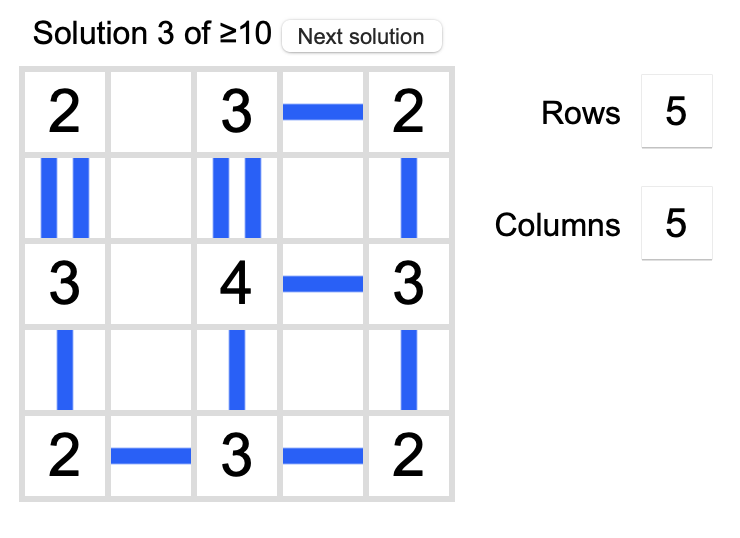 Solution 3 of ≥10 Next solution
2 3 2
Rows 5
Columns 5
3 4 3
2 3 2